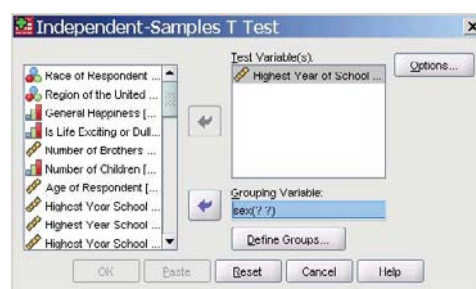 Independent-Samples T Test
Race of Respondent ...
Region of the United ...
General Happiness [...
Is Life Exciting or Dull...
Number of Brothers ...
Number of Children [...
Age of Respondent [...
Highest Year School ...
Highest Year School ...
Highest Year School ...
Test Variable(s):
Highest Year of School ...
Grouping Variable:
sex(? ?)
Define Groups...
Options...
OK Paste Reset Cancel Help